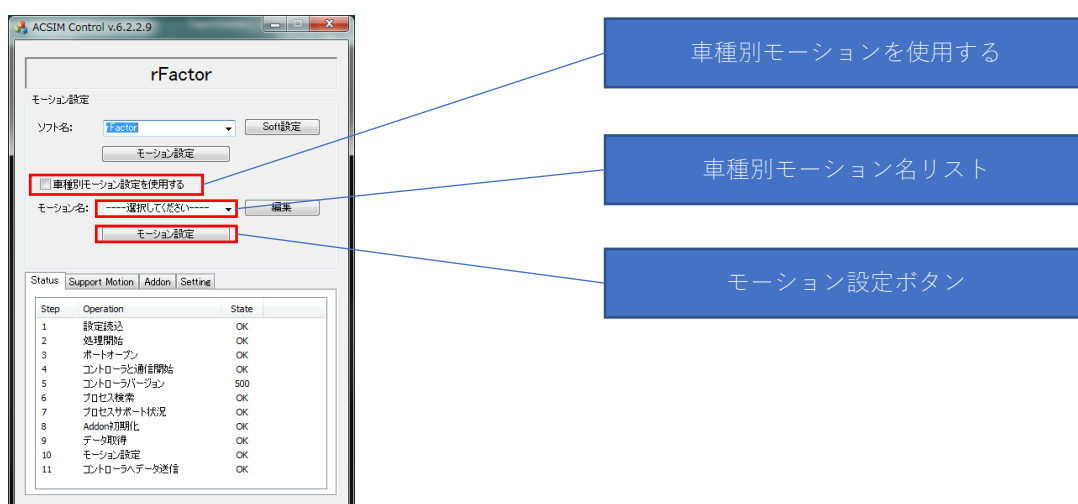 ACSIM Control v.6.2.2.9
rFactor
モーション設定
ソフト名:
rFactor
Soft設定
モーション設定
車種別モーション設定を使用する
モーション名:
----選択してください----
編集
モーション設定
Status
Support Motion
Addon
Setting
Step Operation State
1 設定読込 OK
2 処理開始 OK
3 ポートオープン OK
4 コントローラと通信開始 OK
5 コントローラバージョン 500
6 プロセス検索 OK
7 プロセスサポート状況 OK
8 Addon初期化 OK
9 データ取得 OK
10 モーション設定 OK
11 コントローラへデータ送信 OK
車種別モーションを使用する
車種別モーション名リスト
モーション設定ボタン